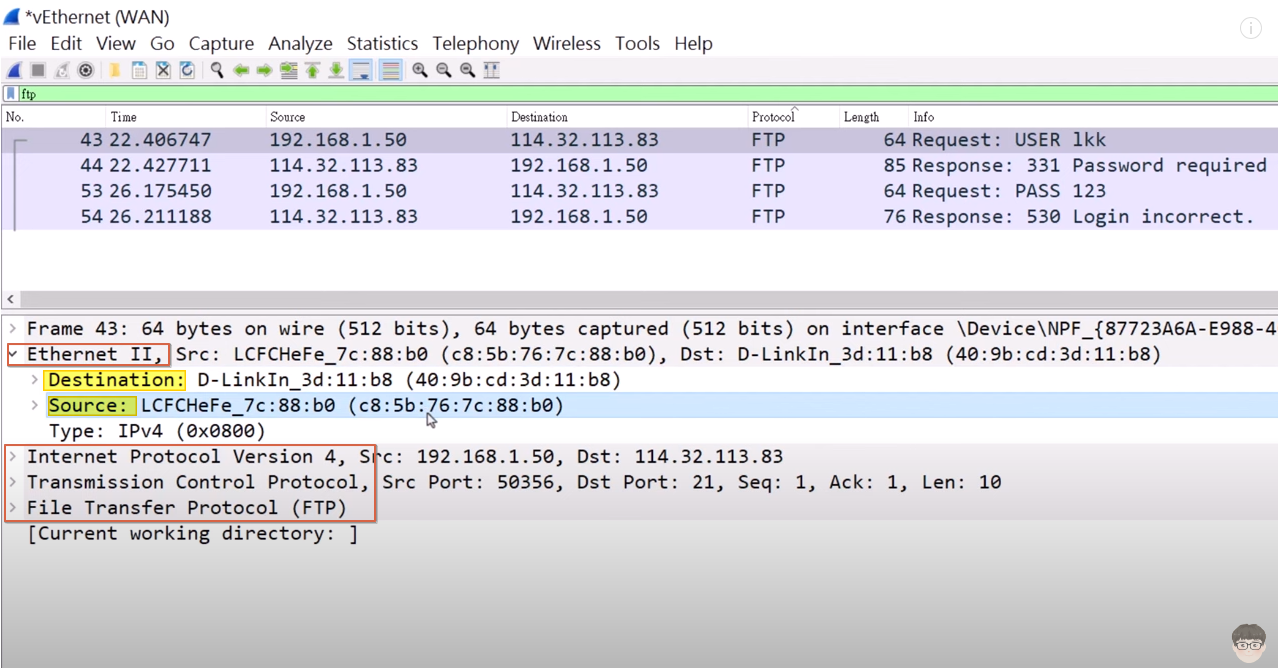 *vEthernet (WAN)
File Edit View Go Capture Analyze Statistics Telephony Wireless Tools Help
ftp
No. Time Source Destination Protocol Length Info
43 22.406747 192.168.1.50 114.32.113.83 FTP 64 Request: USER lkk
44 22.427711 114.32.113.83 192.168.1.50 FTP 85 Response: 331 Password required
53 26.175450 192.168.1.50 114.32.113.83 FTP 64 Request: PASS 123
54 26.211188 114.32.113.83 192.168.1.50 FTP 76 Response: 530 Login incorrect.
Frame 43: 64 bytes on wire (512 bits), 64 bytes captured (512 bits) on interface \Device\NPF_{87723A6A-E988-4
Ethernet II, Src: LCFCHeFe_7c:88:b0 (c8:5b:76:7c:88:b0), Dst: D-LinkIn_3d:11:b8 (40:9b:cd:3d:11:b8)
Destination: D-LinkIn_3d:11:b8 (40:9b:cd:3d:11:b8)
Source: LCFCHeFe_7c:88:b0 (c8:5b:76:7c:88:b0)
Type: IPv4 (0x0800)
Internet Protocol Version 4, Src: 192.168.1.50, Dst: 114.32.113.83
Transmission Control Protocol, Src Port: 50356, Dst Port: 21, Seq: 1, Ack: 1, Len: 10
File Transfer Protocol (FTP)
[Current working directory: ]